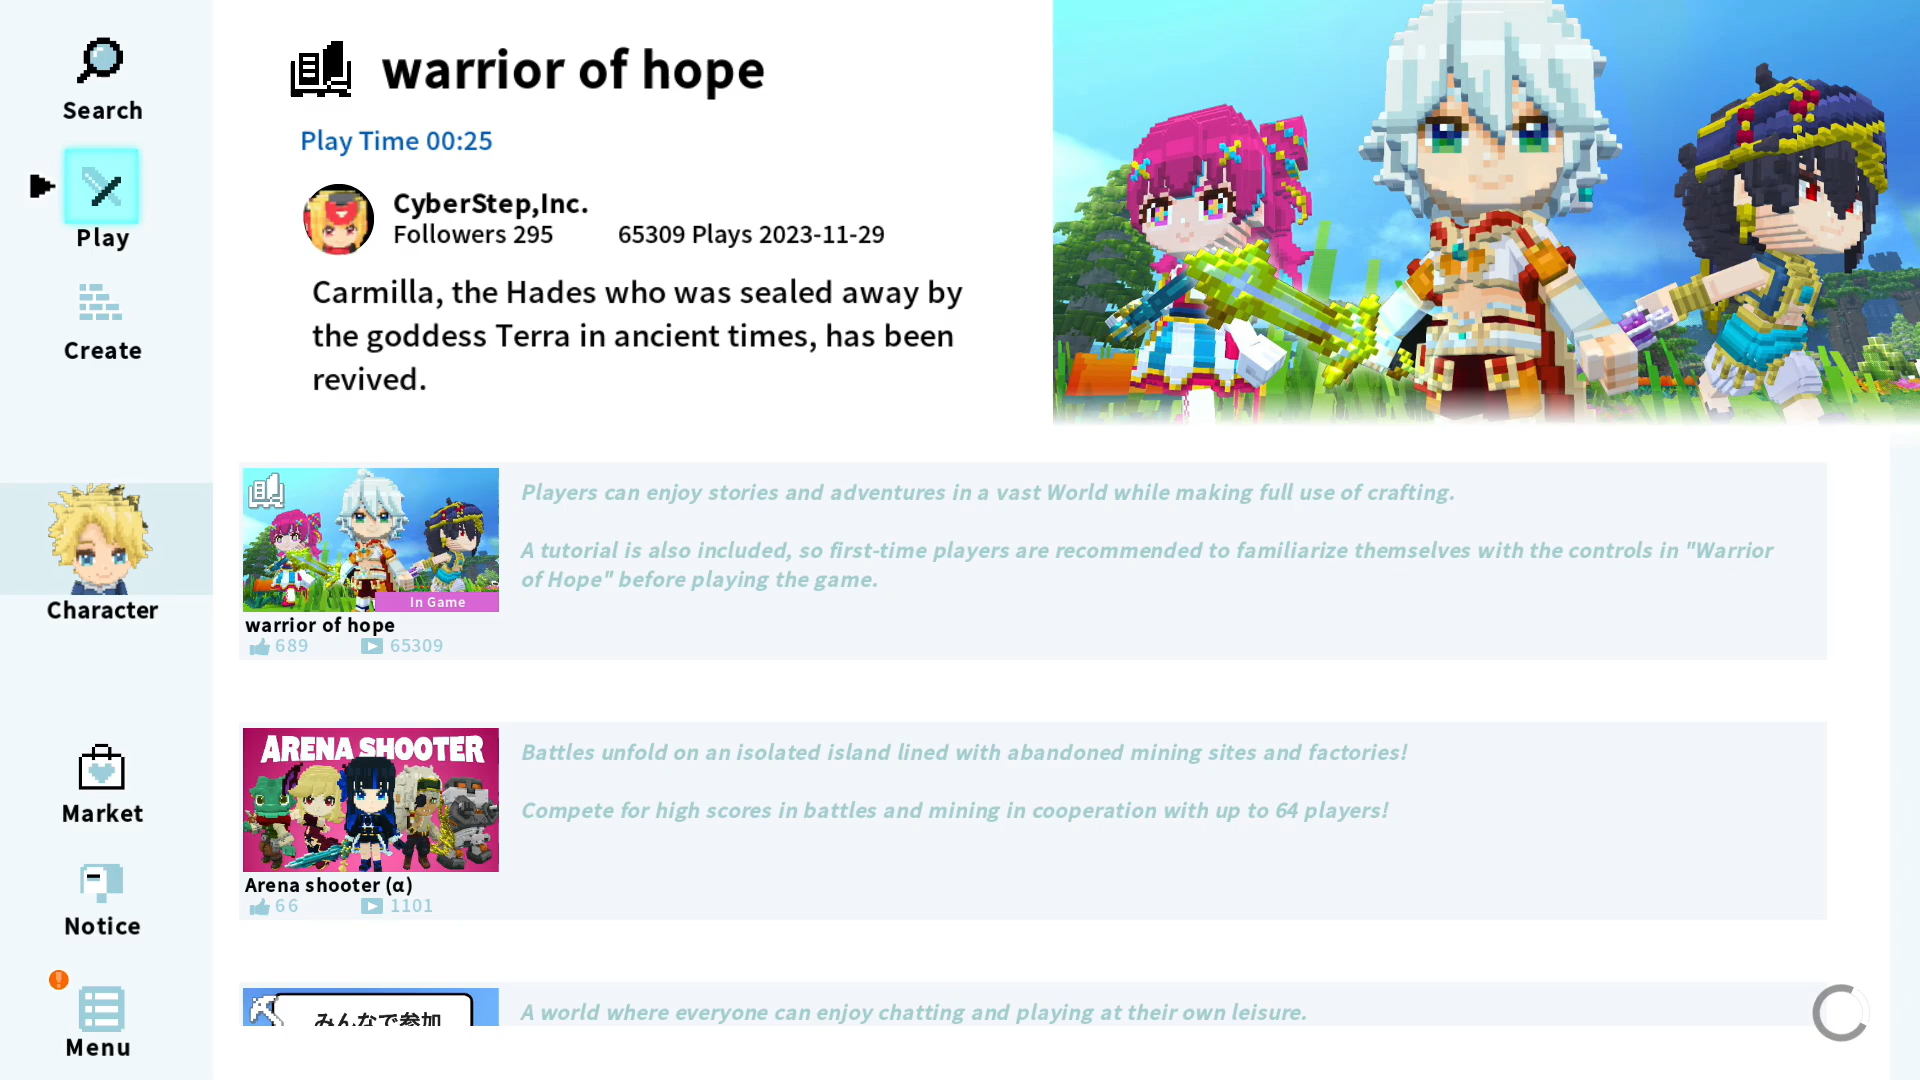 Search
Play
Create
Character
Market
Notice
Menu
warrior of hope
Play Time 00:25
CyberStep,Inc.
Followers 295
65309 Plays 2023-11-29
Carmilla, the Hades who was sealed away by
the goddess Terra in ancient times, has been
revived.
In Game
warrior of hope
689
65309
Players can enjoy stories and adventures in a vast World while making full use of crafting.
A tutorial is also included, so first-time players are recommended to familiarize themselves with the controls in "Warrior
of Hope" before playing the game.
ARENA SHOOTER
Arena shooter (α)
66
1101
Battles unfold on an isolated island lined with abandoned mining sites and factories!
Compete for high scores in battles and mining in cooperation with up to 64 players!
みんなで参加
A world where everyone can enjoy chatting and playing at their own leisure.